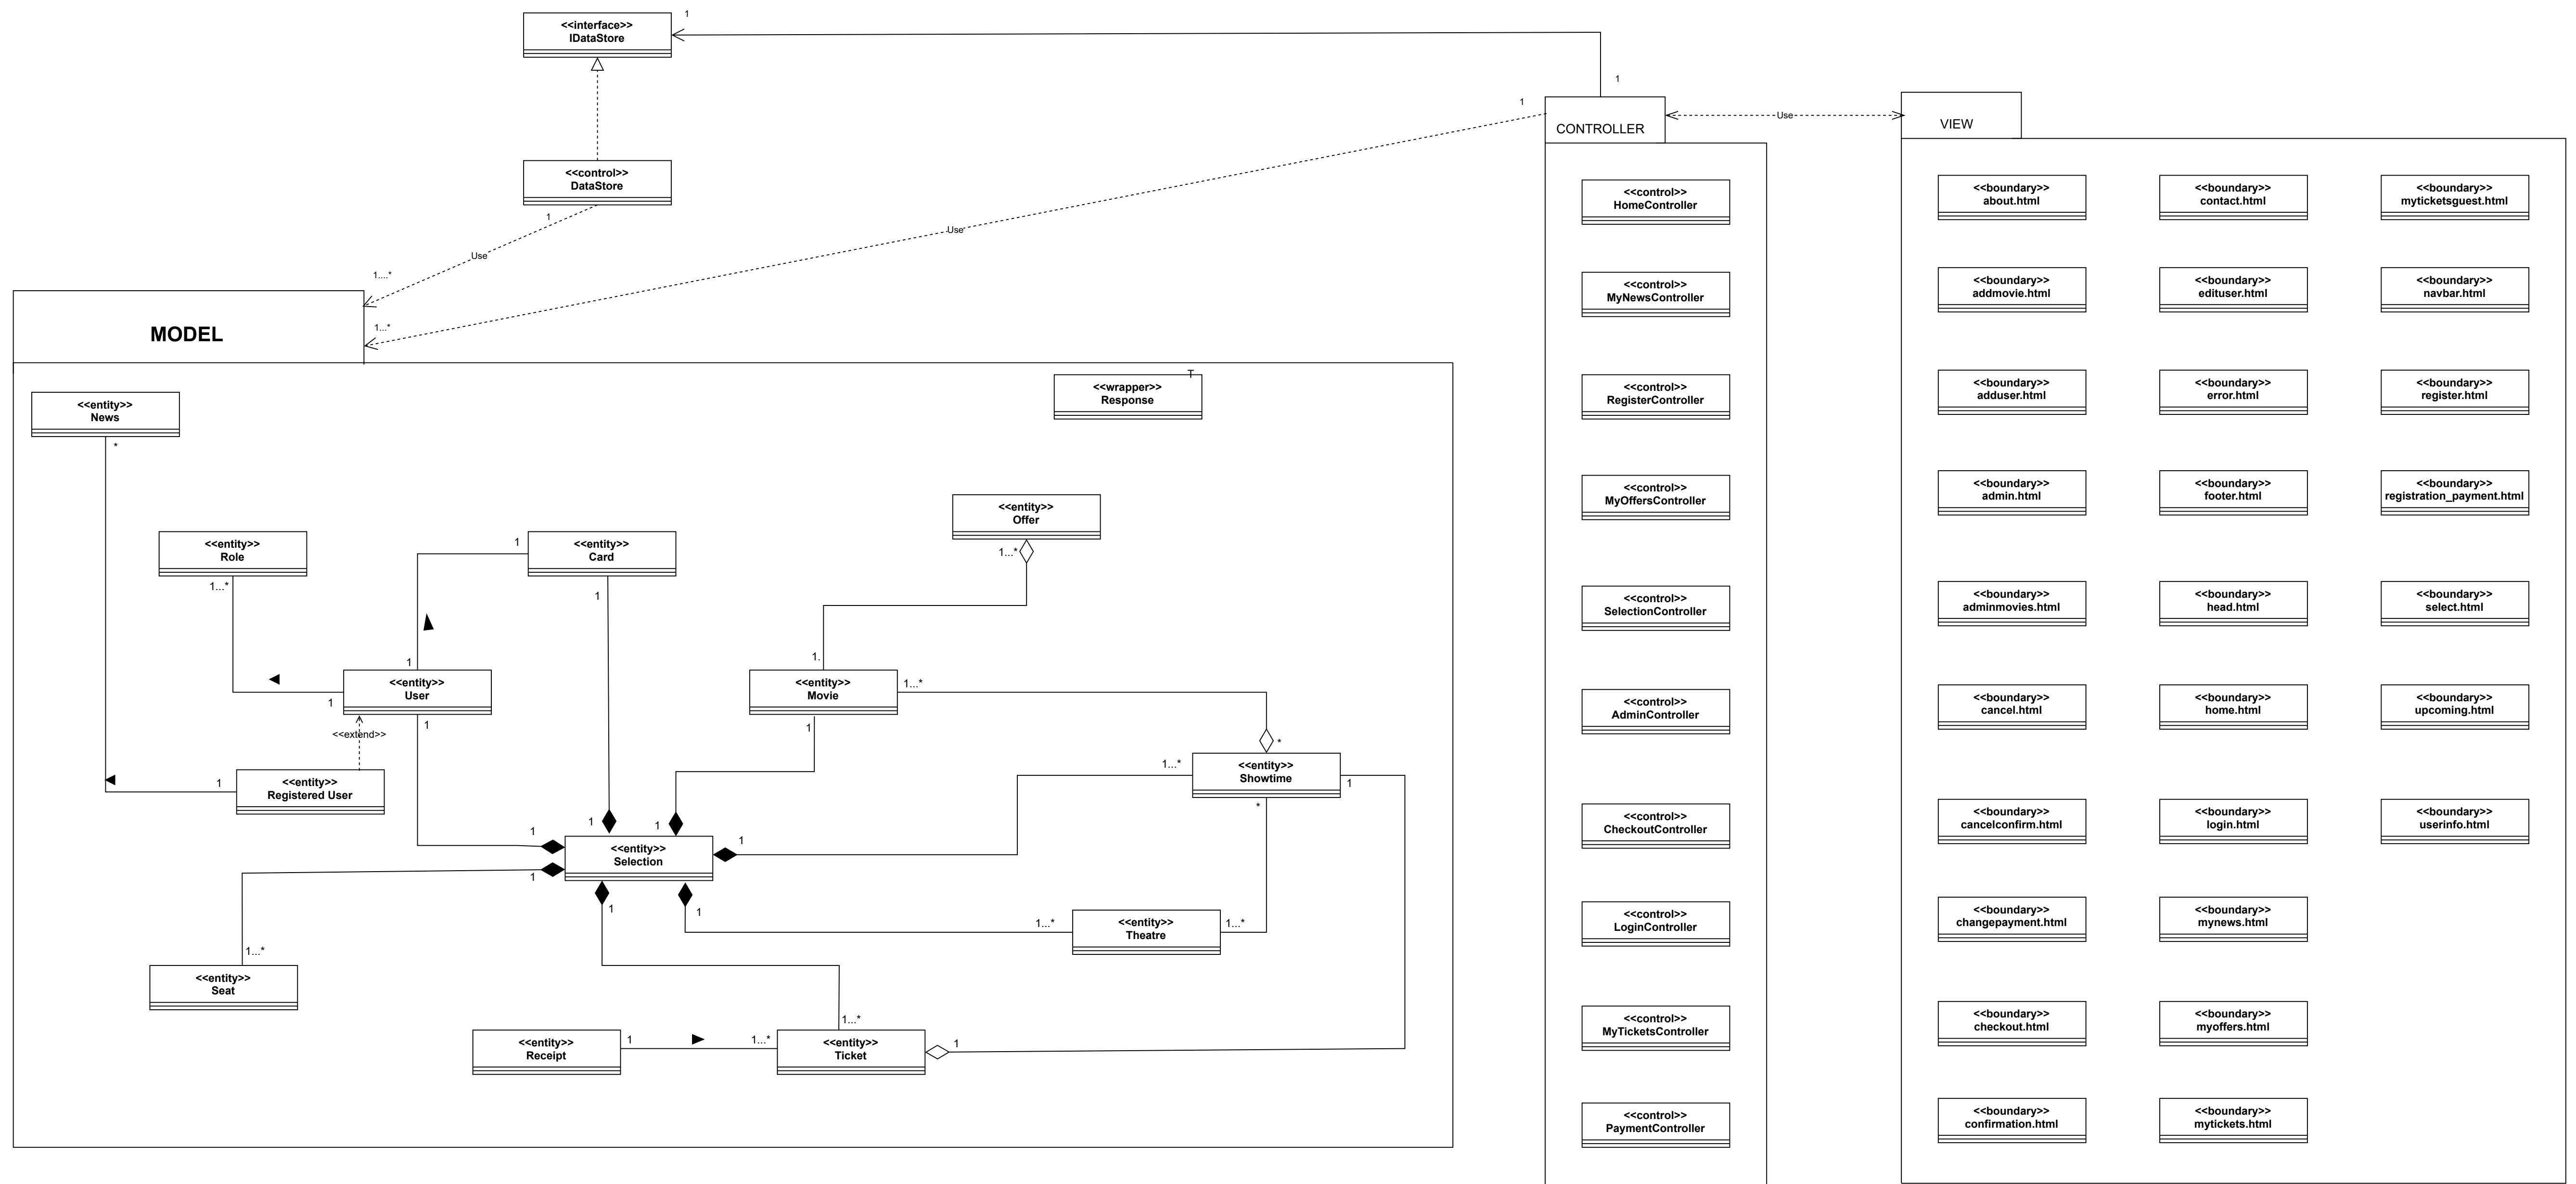 <<interface>>
IDataStore
1
1
1
CONTROLLER
Use
VIEW
<<control>>
DataStore
1
Use
1....*
Use
1...*
MODEL
<<wrapper>>
Response
T
<<entity>>
News
*
<<entity>>
Offer
1...*
<<entity>>
Role
1...*
<<entity>>
Card
1
1
1
<<entity>>
User
1
1
<<extend>>
<<entity>>
Registered User
1
1.
<<entity>>
Movie
1...*
1
*
<<entity>>
Showtime
1...*
1
*
1
1
1
1
<<entity>>
Selection
1
1
1
1...*
<<entity>>
Theatre
1...*
1...*
<<entity>>
Seat
1...*
<<entity>>
Receipt
1
1...*
<<entity>>
Ticket
1
<<control>>
HomeController
<<control>>
MyNewsController
<<control>>
RegisterController
<<control>>
MyOffersController
<<control>>
SelectionController
<<control>>
AdminController
<<control>>
CheckoutController
<<control>>
LoginController
<<control>>
MyTicketsController
<<control>>
PaymentController
<<boundary>>
about.html
<<boundary>>
addmovie.html
<<boundary>>
adduser.html
<<boundary>>
admin.html
<<boundary>>
adminmovies.html
<<boundary>>
cancel.html
<<boundary>>
cancelconfirm.html
<<boundary>>
changepayment.html
<<boundary>>
checkout.html
<<boundary>>
confirmation.html
<<boundary>>
contact.html
<<boundary>>
edituser.html
<<boundary>>
error.html
<<boundary>>
footer.html
<<boundary>>
head.html
<<boundary>>
home.html
<<boundary>>
login.html
<<boundary>>
mynews.html
<<boundary>>
myoffers.html
<<boundary>>
mytickets.html
<<boundary>>
myticketsguest.html
<<boundary>>
navbar.html
<<boundary>>
register.html
<<boundary>>
registration_payment.html
<<boundary>>
select.html
<<boundary>>
upcoming.html
<<boundary>>
userinfo.html